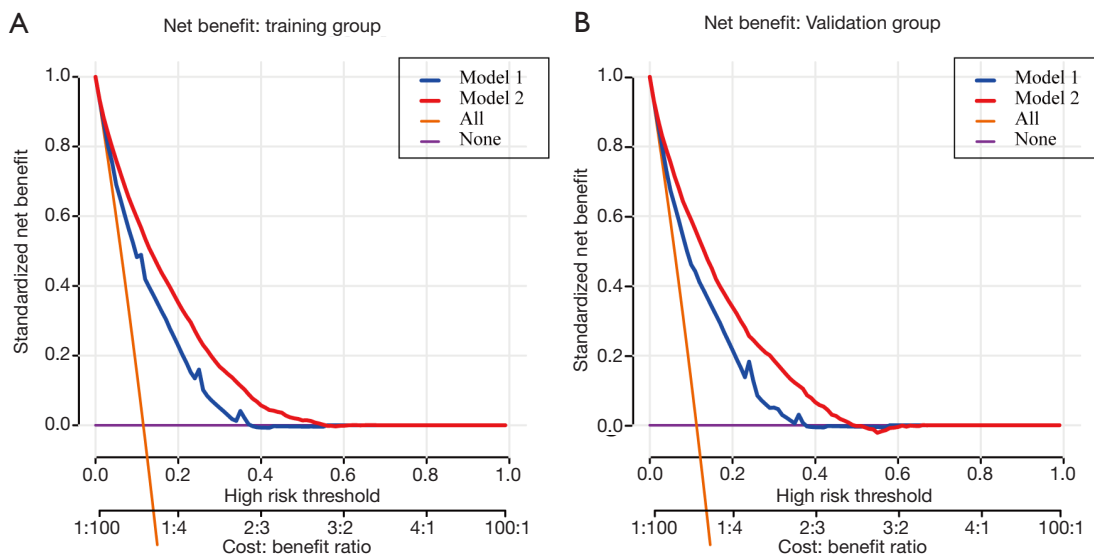 A
Net benefit: training group
Standardized net benefit
1.0
0.8
0.6
0.4
0.2
0.0
Model 1
Model 2
All
None
0.0 0.2 0.4 0.6 0.8 1.0
High risk threshold
1:100 1:4 2:3 3:2 4:1 100:1
Cost: benefit ratio
B
Net benefit: Validation group
Standardized net benefit
1.0
0.8
0.6
0.4
0.2
0.0
Model 1
Model 2
All
None
0.0 0.2 0.4 0.6 0.8 1.0
High risk threshold
1:100 1:4 2:3 3:2 4:1 100:1
Cost: benefit ratio